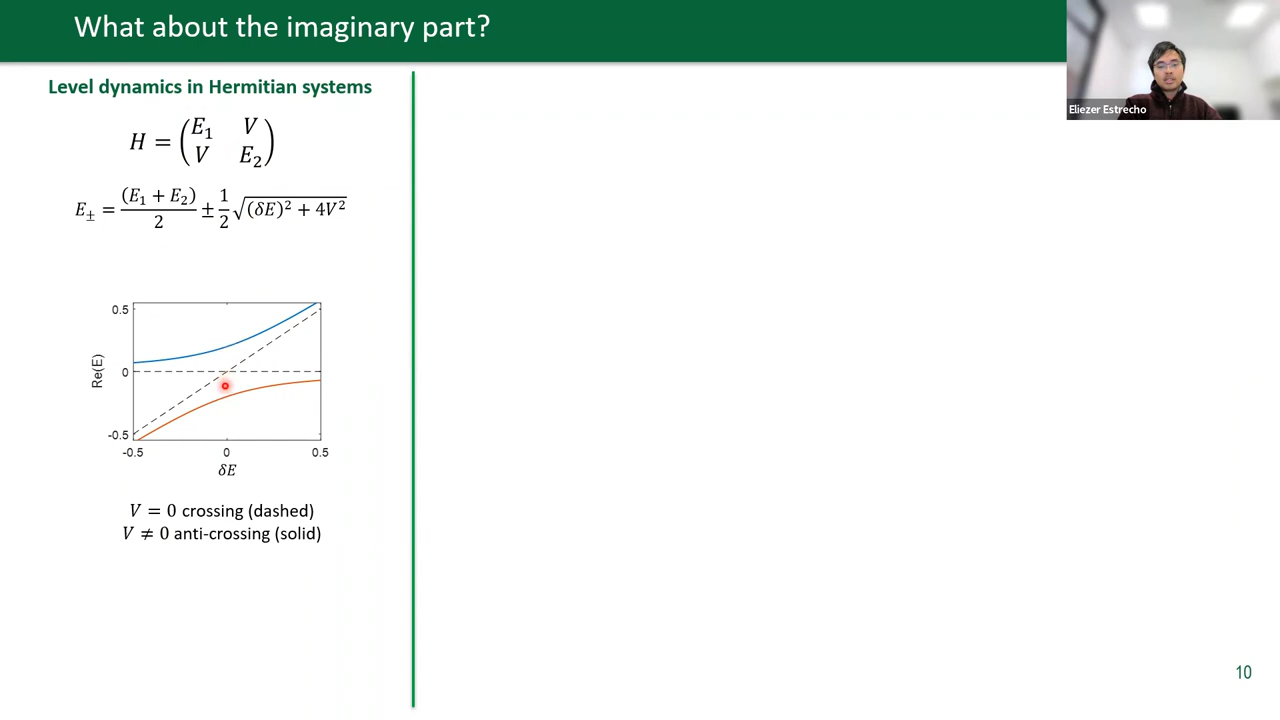 What about the imaginary part?
Eliezer Estrecho
Level dynamics in Hermitian systems
H = (E₁ V
V E₂)
E± = (E₁ + E₂)/2 ± 1/2 √((δE)² + 4V²)
0.5
0
-0.5
Re(E)
-0.5 0 0.5
δE
V = 0 crossing (dashed)
V ≠ 0 anti-crossing (solid)
10